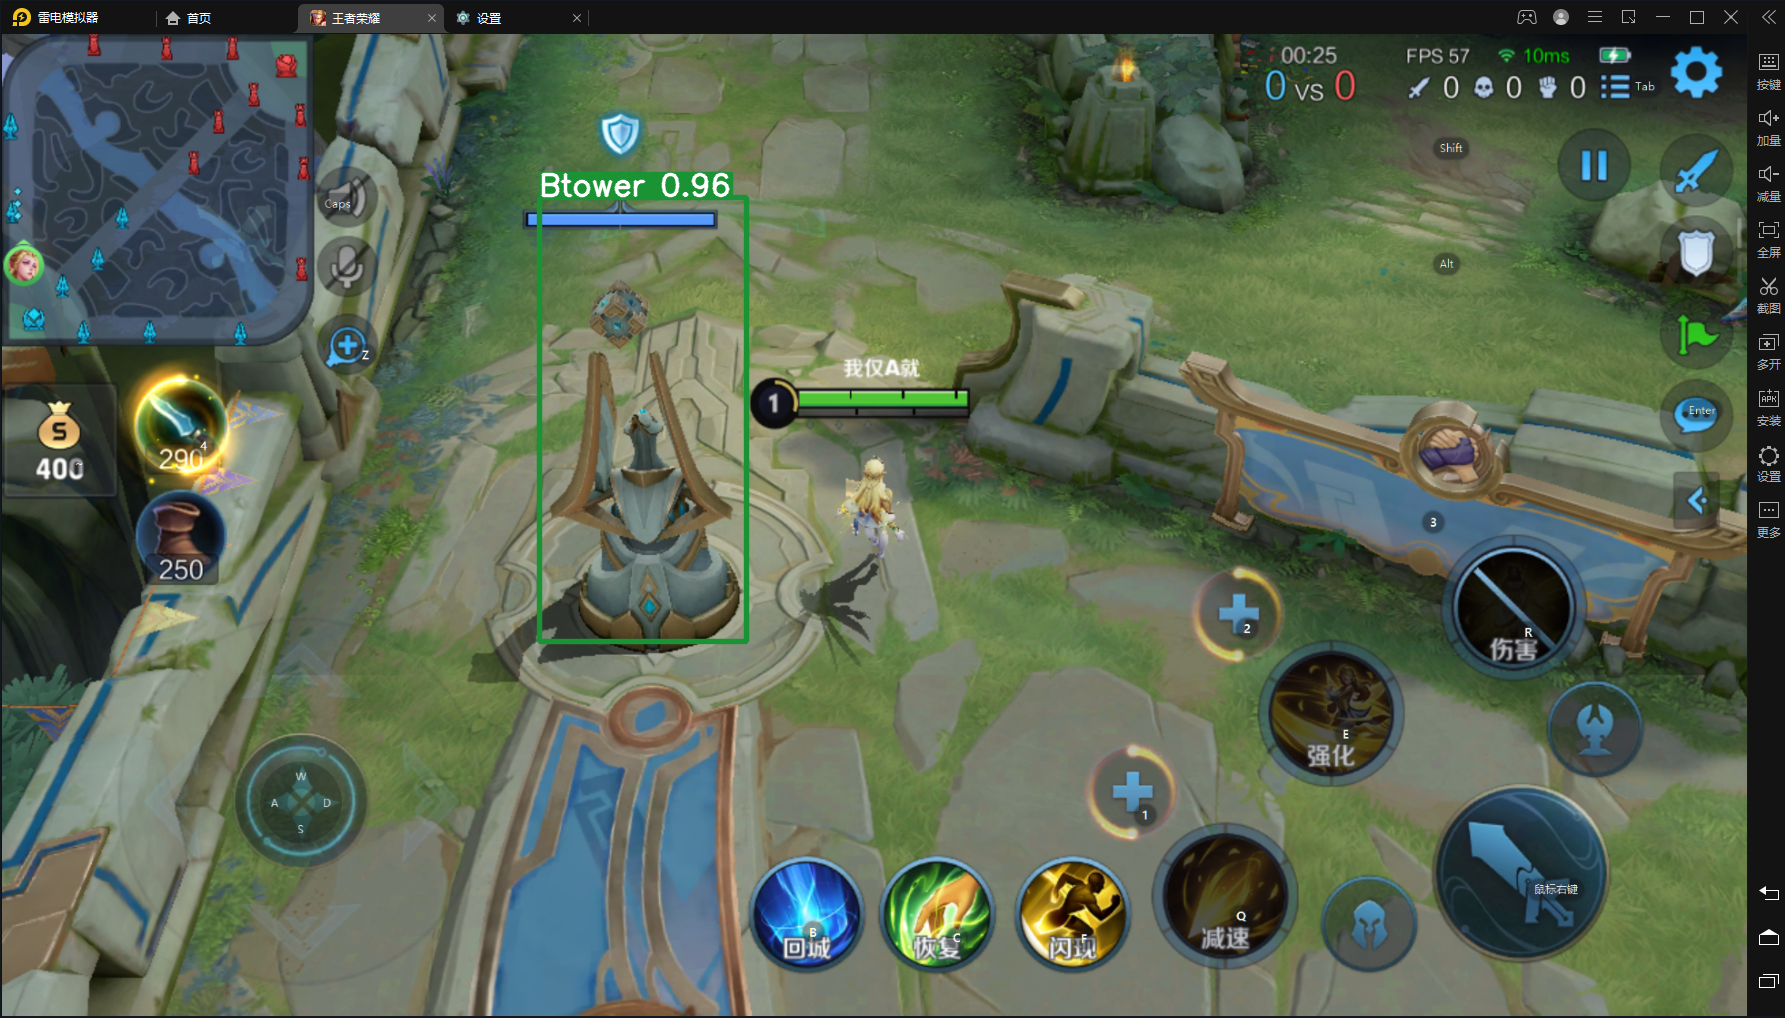 雷电模拟器
首页
王者荣耀
设置
00:25
FPS 57
10ms
0 VS 0
0
0
0
Tab
按键
加量
减量
全屏
截图
多开
APK
安装
设置
更多
Shift
Alt
Caps
Btower 0.96
Z
我仅A就
1
Enter
S
400
4
290
250
3
2
R
伤害
E
强化
1
W
A
D
S
B
回城
C
恢复
F
闪现
Q
减速
鼠标右键